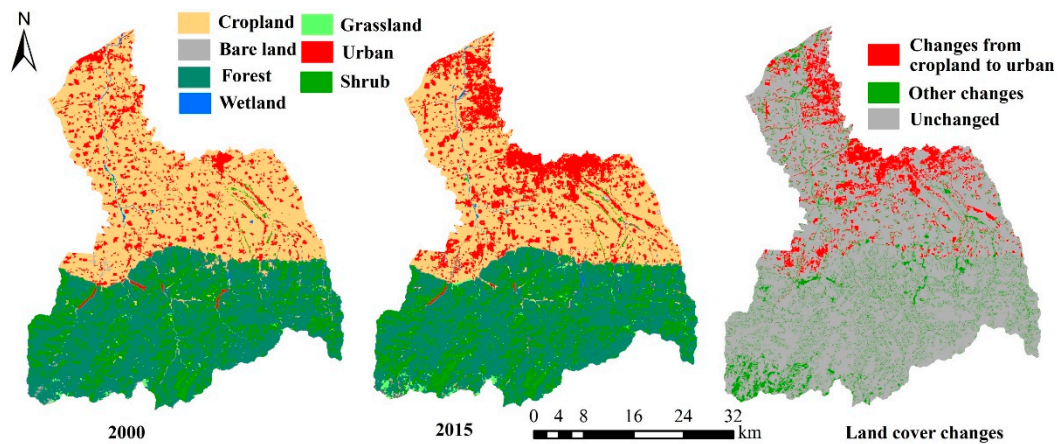 N
Cropland
Bare land
Forest
Wetland
Grassland
Urban
Shrub
Changes from
cropland to urban
Other changes
Unchanged
0 4 8 16 24 32
km
2000
2015
Land cover changes